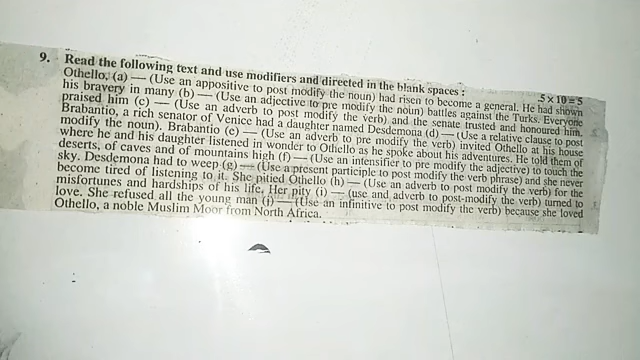 9. Read the following text and use modifiers and directed in the blank spaces : .5 x 10 = 5
Othello, (a) — (Use an appositive to post modify the noun) had risen to become a general. He had shown
his bravery in many (b) — (Use an adjective to pre modify the noun) battles against the Turks. Everyone
praised him (c) — (Use an adverb to post modify the verb) and the senate trusted and honoured him.
Brabantio, a rich senator of Venice had a daughter named Desdemona (d) — (Use a relative clause to post
modify the noun). Brabantio (e) — (Use an adverb to pre modify the verb) invited Othello at his house
where he and his daughter listened in wonder to Othello as he spoke about his adventures. He told them of
deserts, of caves and of mountains high (f) — (Use an intensifier to pre modify the adjective) to touch the
sky. Desdemona had to weep (g) — (Use a present participle to post modify the verb phrase) and she never
become tired of listening to it. She pitied Othello (h) — (Use an adverb to post modify the verb) for the
misfortunes and hardships of his life. Her pity (i) — (use and adverb to post-modify the verb) turned to
love. She refused all the young man (j) — (Use an infinitive to post modify the verb) because she loved
Othello, a noble Muslim Moor from North Africa.